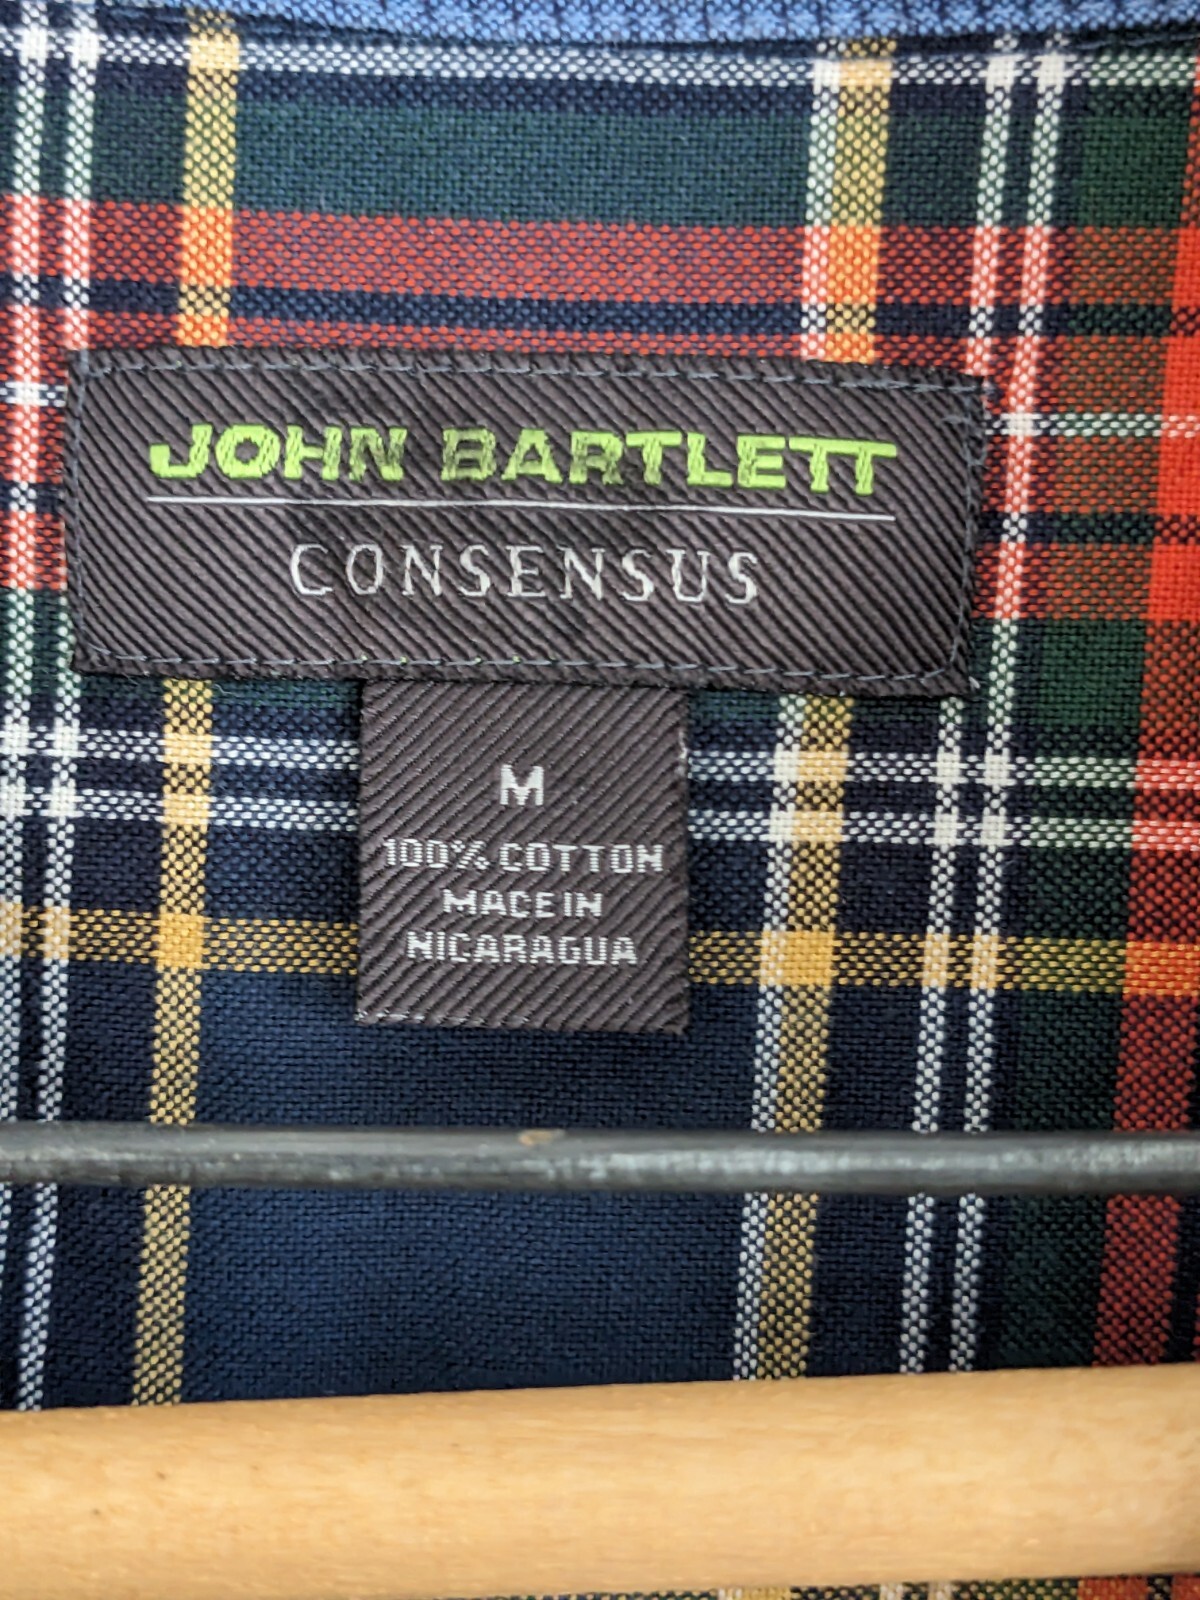 JOHN BARTLETT
CONSENSUS
M
100% COTTON
MADE IN
NICARAGUA